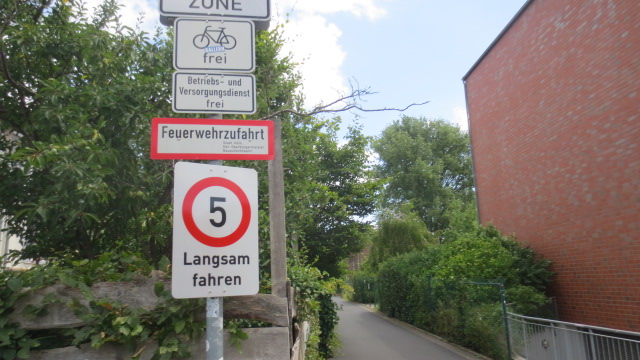 ZONE
frei
Betriebs- und
Versorgungsdienst
frei
Feuerwehrzufahrt
5
Langsam
fahren